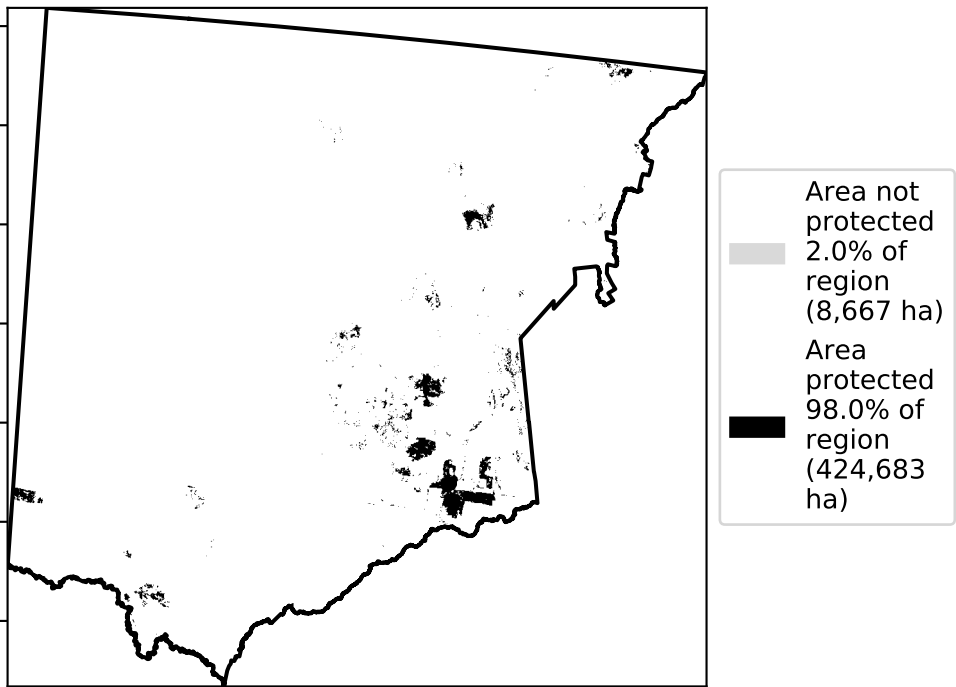 Area not
protected
2.0% of
region
(8,667 ha)
Area
protected
98.0% of
region
(424,683
ha)